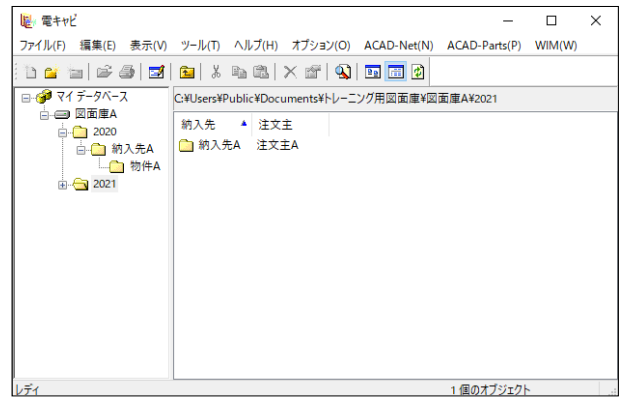 電キャビ
ファイル(F) 編集(E) 表示(V) ツール(T) ヘルプ(H) オプション(O) ACAD-Net(N) ACAD-Parts(P) WIM(W)
マイ データベース
図面庫A
2020
納入先A
物件A
2021
C:¥Users¥Public¥Documents¥トレーニング用図面庫¥図面庫A¥2021
納入先 注文主
納入先A 注文主A
レディ 1 個のオブジェクト